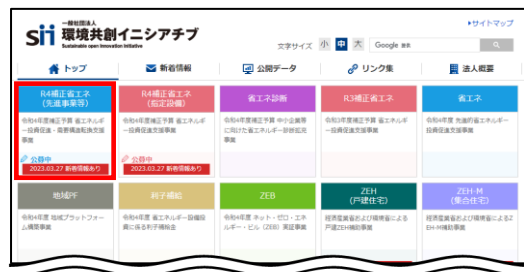 ▶サイトマップ
sii 一般社団法人
環境共創イニシアチブ
Sustainable open Innovation Initiative
文字サイズ 小 中 大 Google 検索
トップ 新着情報 公開データ リンク集 法人概要
R4補正省エネ
(先進事業等)
令和4年度補正予算 省エネルギ
ー投資促進・需要構造転換支援
事業
公募中
2023.03.27 新着情報あり
R4補正省エネ
(指定設備)
令和4年度補正予算 省エネルギ
ー投資促進支援事業
公募中
2023.03.27 新着情報あり
省エネ診断
令和4年度補正予算 中小企業等
に向けた省エネルギー診断拡充
事業
R3補正省エネ
令和3年度補正予算 省エネルギ
ー投資促進支援事業
省エネ
令和4年度 先進的省エネルギー
投資促進支援事業
地域PF
令和4年度 地域プラットフォー
ム構築事業
利子補給
令和4年度 省エネルギー設備投
資に係る利子補給金
ZEB
令和4年度 ネット・ゼロ・エネ
ルギー・ビル(ZEB)実証事業
ZEH
(戸建住宅)
経済産業省および環境省による
戸建ZEH補助事業
ZEH-M
(集合住宅)
経済産業省および環境省によるZ
EH-M補助事業